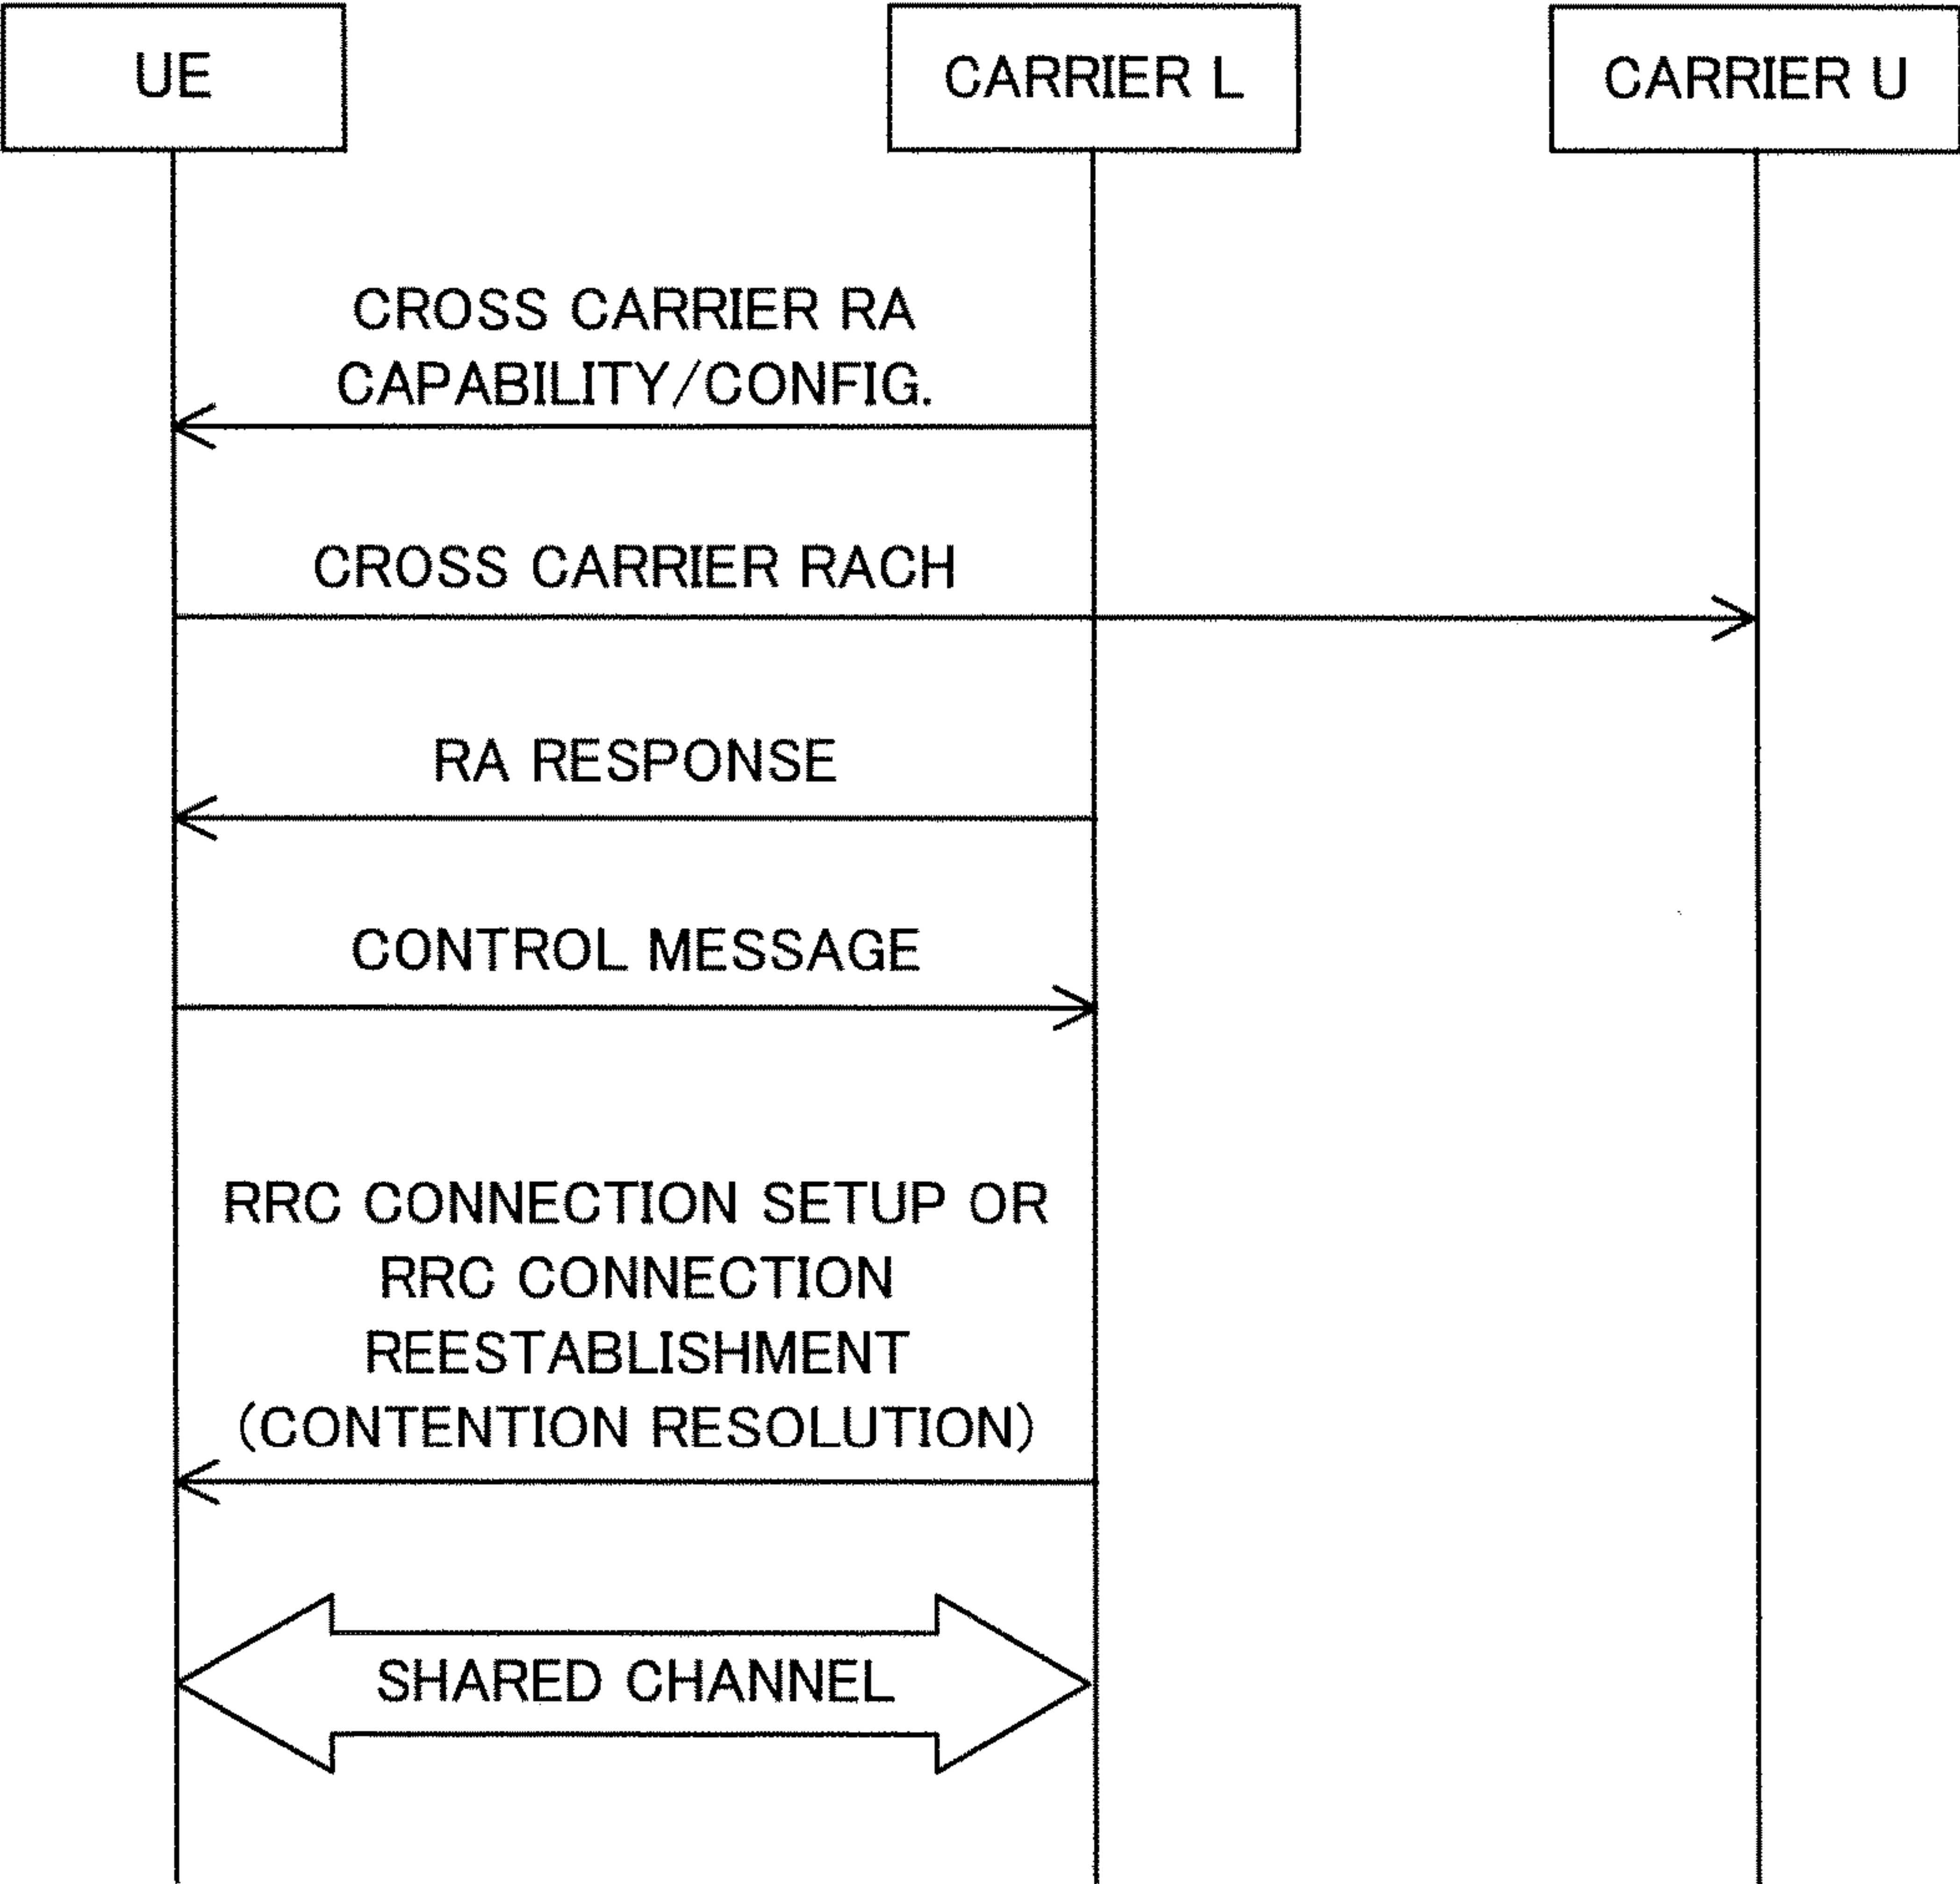 UE
CARRIER L
CARRIER U
CROSS CARRIER RA
CAPABILITY/CONFIG.
CROSS CARRIER RACH
RA RESPONSE
CONTROL MESSAGE
RRC CONNECTION SETUP OR
RRC CONNECTION
REESTABLISHMENT
(CONTENTION RESOLUTION)
SHARED CHANNEL